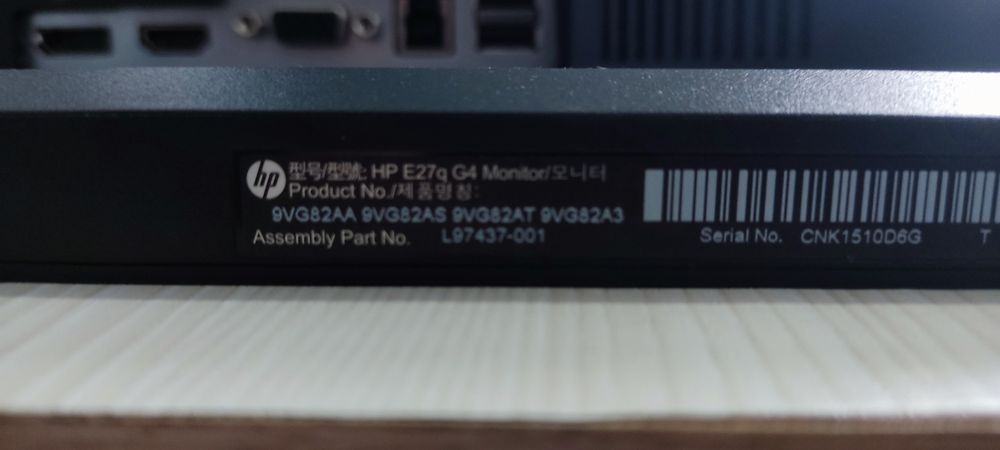 hp 型号/型號: HP E27q G4 Monitor/모니터
Product No./제품명칭:
9VG82AA 9VG82AS 9VG82AT 9VG82A3
Assembly Part No. L97437-001
Serial No. CNK1510D6G T